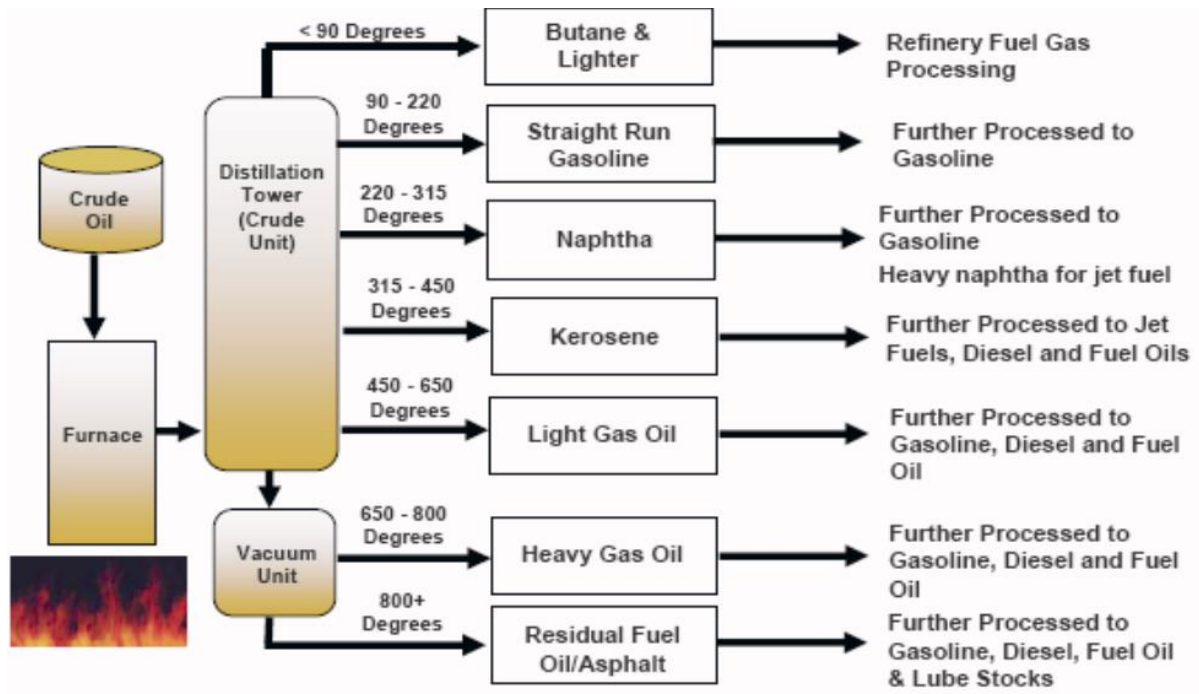 < 90 Degrees
Butane &
Lighter
Refinery Fuel Gas
Processing
90 - 220
Degrees
Straight Run
Gasoline
Further Processed to
Gasoline
Crude
Oil
Distillation
Tower
(Crude
Unit)
220 - 315
Degrees
Naphtha
Further Processed to
Gasoline
Heavy naphtha for jet fuel
315 - 450
Degrees
Kerosene
Further Processed to Jet
Fuels, Diesel and Fuel Oils
Furnace
450 - 650
Degrees
Light Gas Oil
Further Processed to
Gasoline, Diesel and Fuel
Oil
Vacuum
Unit
650 - 800
Degrees
Heavy Gas Oil
Further Processed to
Gasoline, Diesel and Fuel
Oil
800+
Degrees
Residual Fuel
Oil/Asphalt
Further Processed to
Gasoline, Diesel, Fuel Oil
& Lube Stocks